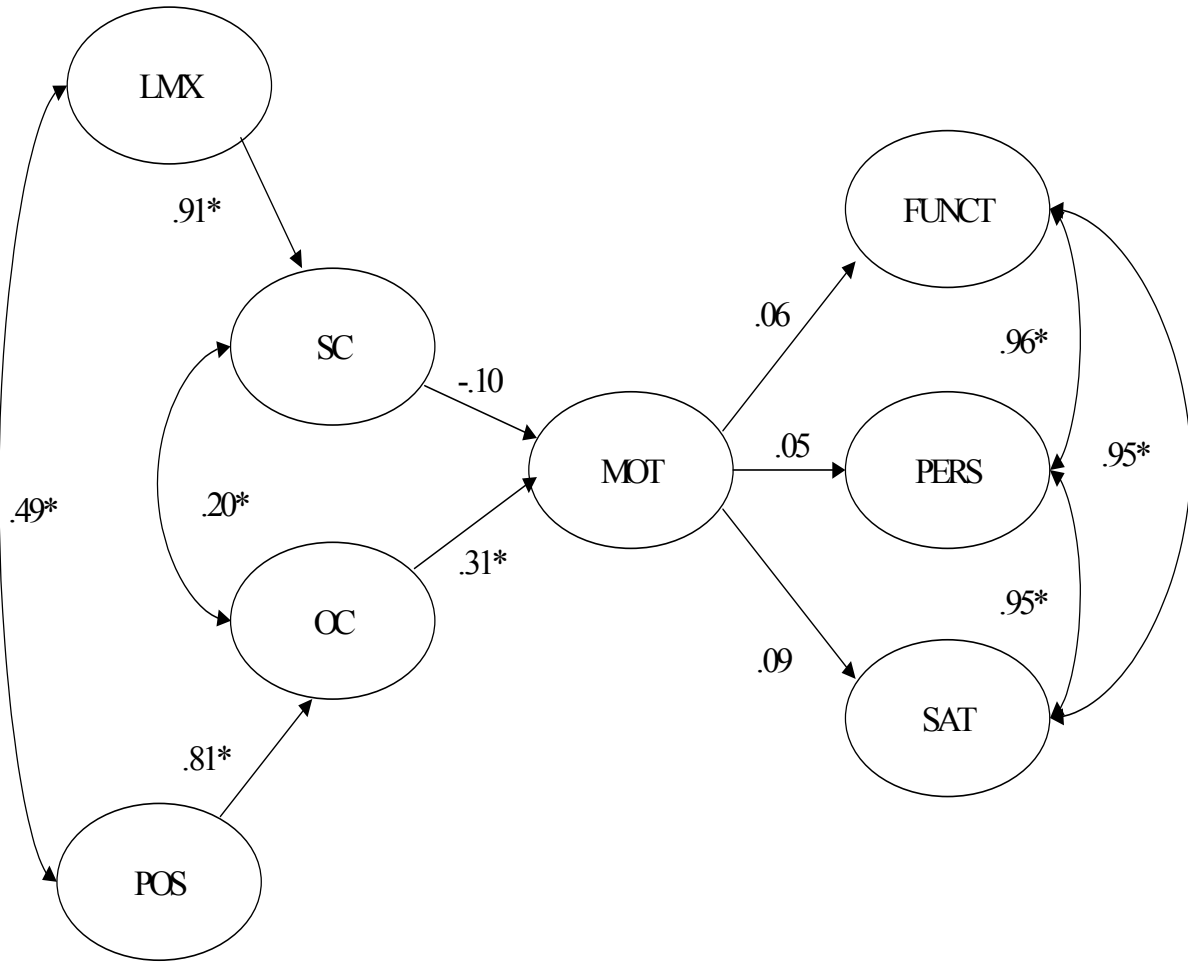 LMX
.91*
FUNCT
SC
.06
.96*
-.10
MOT
.05
PERS
.95*
.49*
.20*
.31*
.95*
OC
.09
SAT
.81*
POS